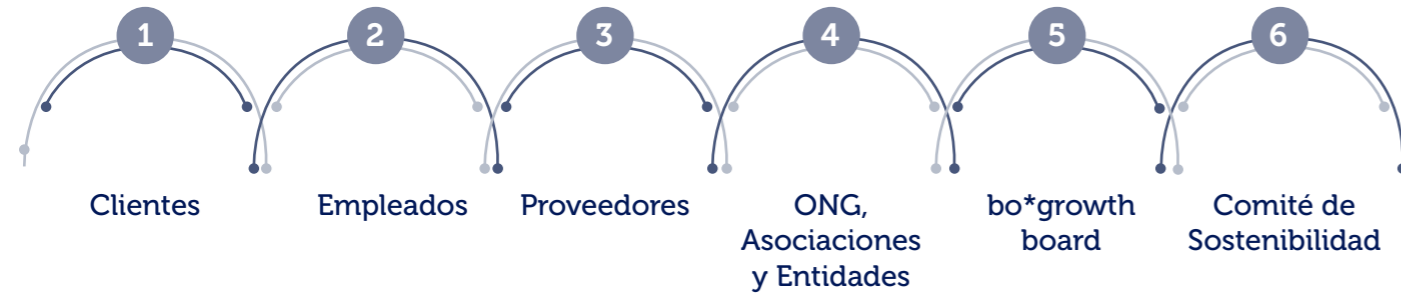 1 2 3 4 5 6
Clientes
Empleados
Proveedores
ONG,
Asociaciones
y Entidades
bo*growth
board
Comité de
Sostenibilidad